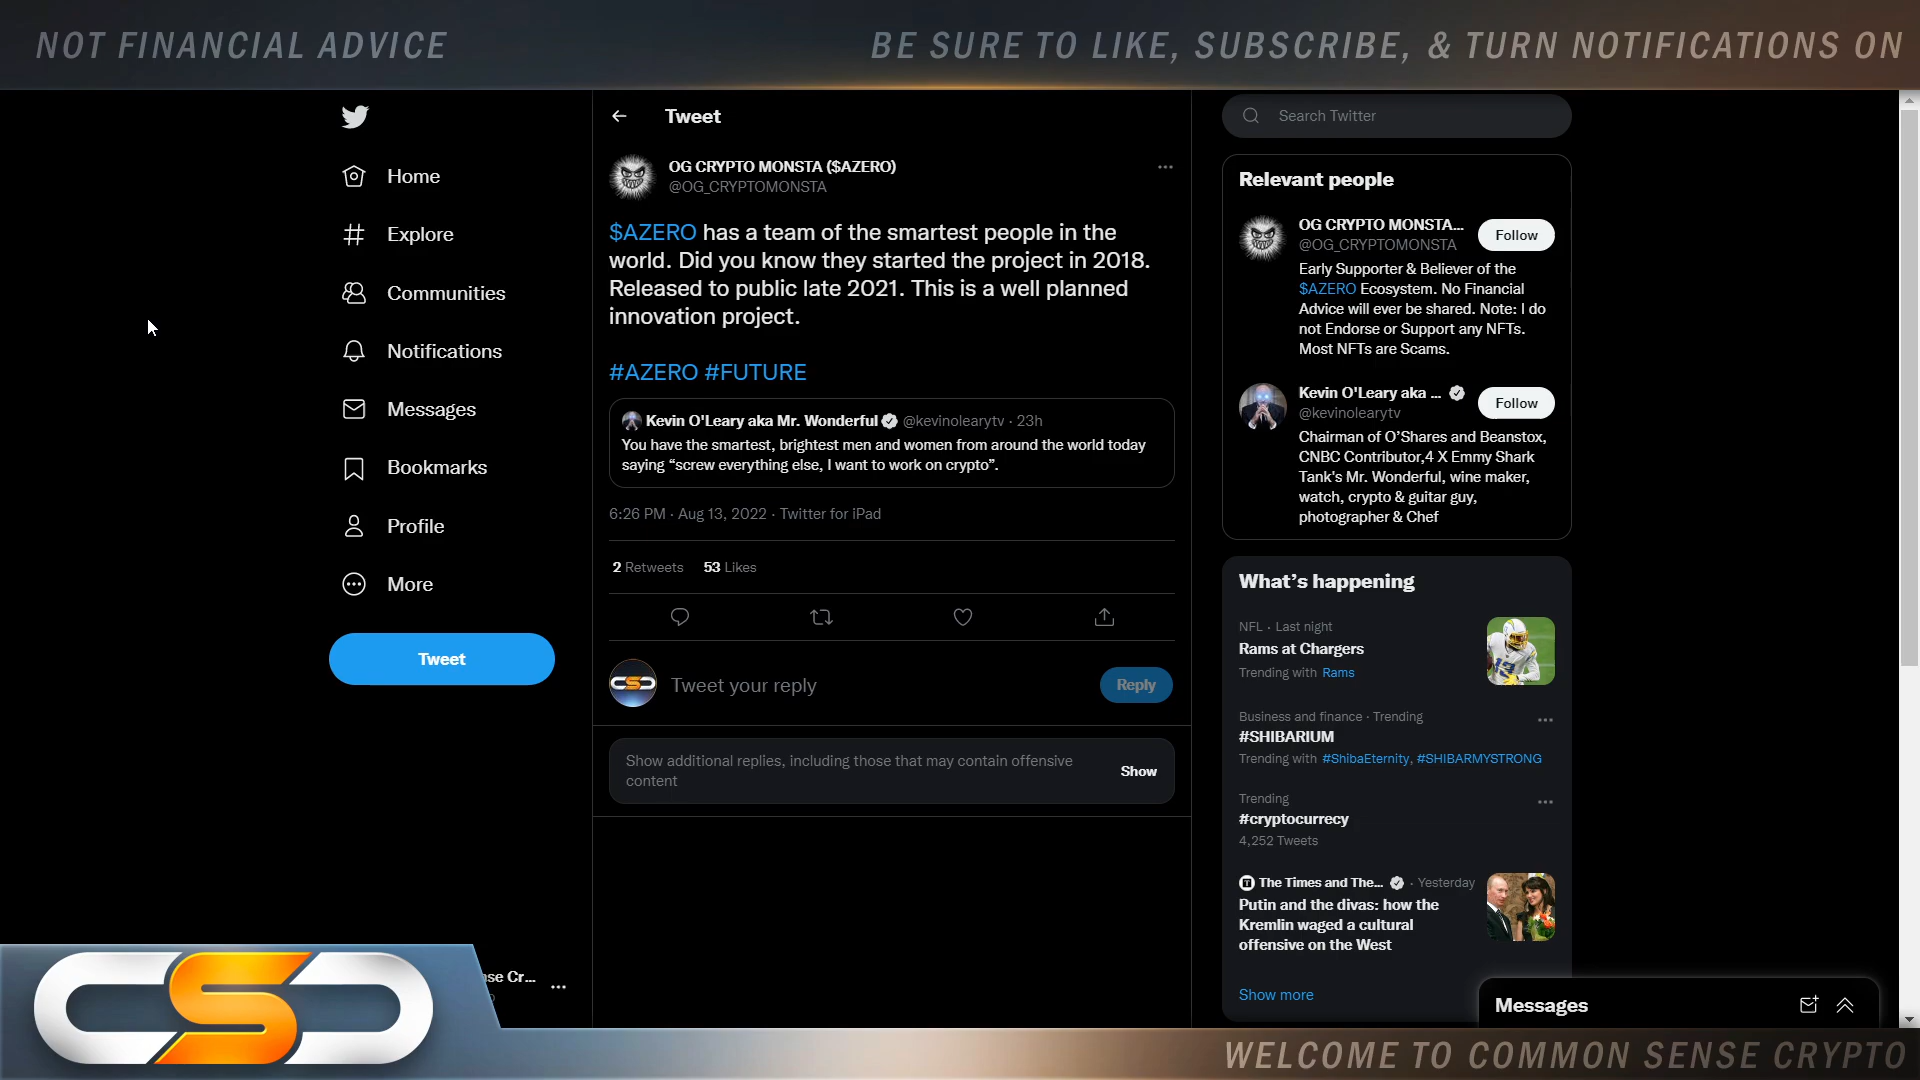 NOT FINANCIAL ADVICE
BE SURE TO LIKE, SUBSCRIBE, & TURN NOTIFICATIONS ON
Home
Explore
Communities
Notifications
Messages
Bookmarks
Profile
More
Tweet
nse Cr...
Tweet
OG CRYPTO MONSTA ($AZERO)
@OG_CRYPTOMONSTA
$AZERO has a team of the smartest people in the
world. Did you know they started the project in 2018.
Released to public late 2021. This is a well planned
innovation project.
#AZERO #FUTURE
Kevin O'Leary aka Mr. Wonderful @kevinolearytv · 23h
You have the smartest, brightest men and women from around the world today
saying “screw everything else, I want to work on crypto”.
6:26 PM · Aug 13, 2022 · Twitter for iPad
2 Retweets 53 Likes
Tweet your reply
Reply
Show additional replies, including those that may contain offensive
content
Show
Search Twitter
Relevant people
OG CRYPTO MONSTA...
@OG_CRYPTOMONSTA
Follow
Early Supporter & Believer of the
$AZERO Ecosystem. No Financial
Advice will ever be shared. Note: I do
not Endorse or Support any NFTs.
Most NFTs are Scams.
Kevin O'Leary aka ...
@kevinolearytv
Follow
Chairman of O’Shares and Beanstox,
CNBC Contributor,4 X Emmy Shark
Tank's Mr. Wonderful, wine maker,
watch, crypto & guitar guy,
photographer & Chef
What’s happening
NFL · Last night
Rams at Chargers
Trending with Rams
Business and finance · Trending
#SHIBARIUM
Trending with #ShibaEternity, #SHIBARMYSTRONG
Trending
#cryptocurrecy
4,252 Tweets
The Times and The... · Yesterday
Putin and the divas: how the
Kremlin waged a cultural
offensive on the West
Show more
Messages
CSC
WELCOME TO COMMON SENSE CRYPTO